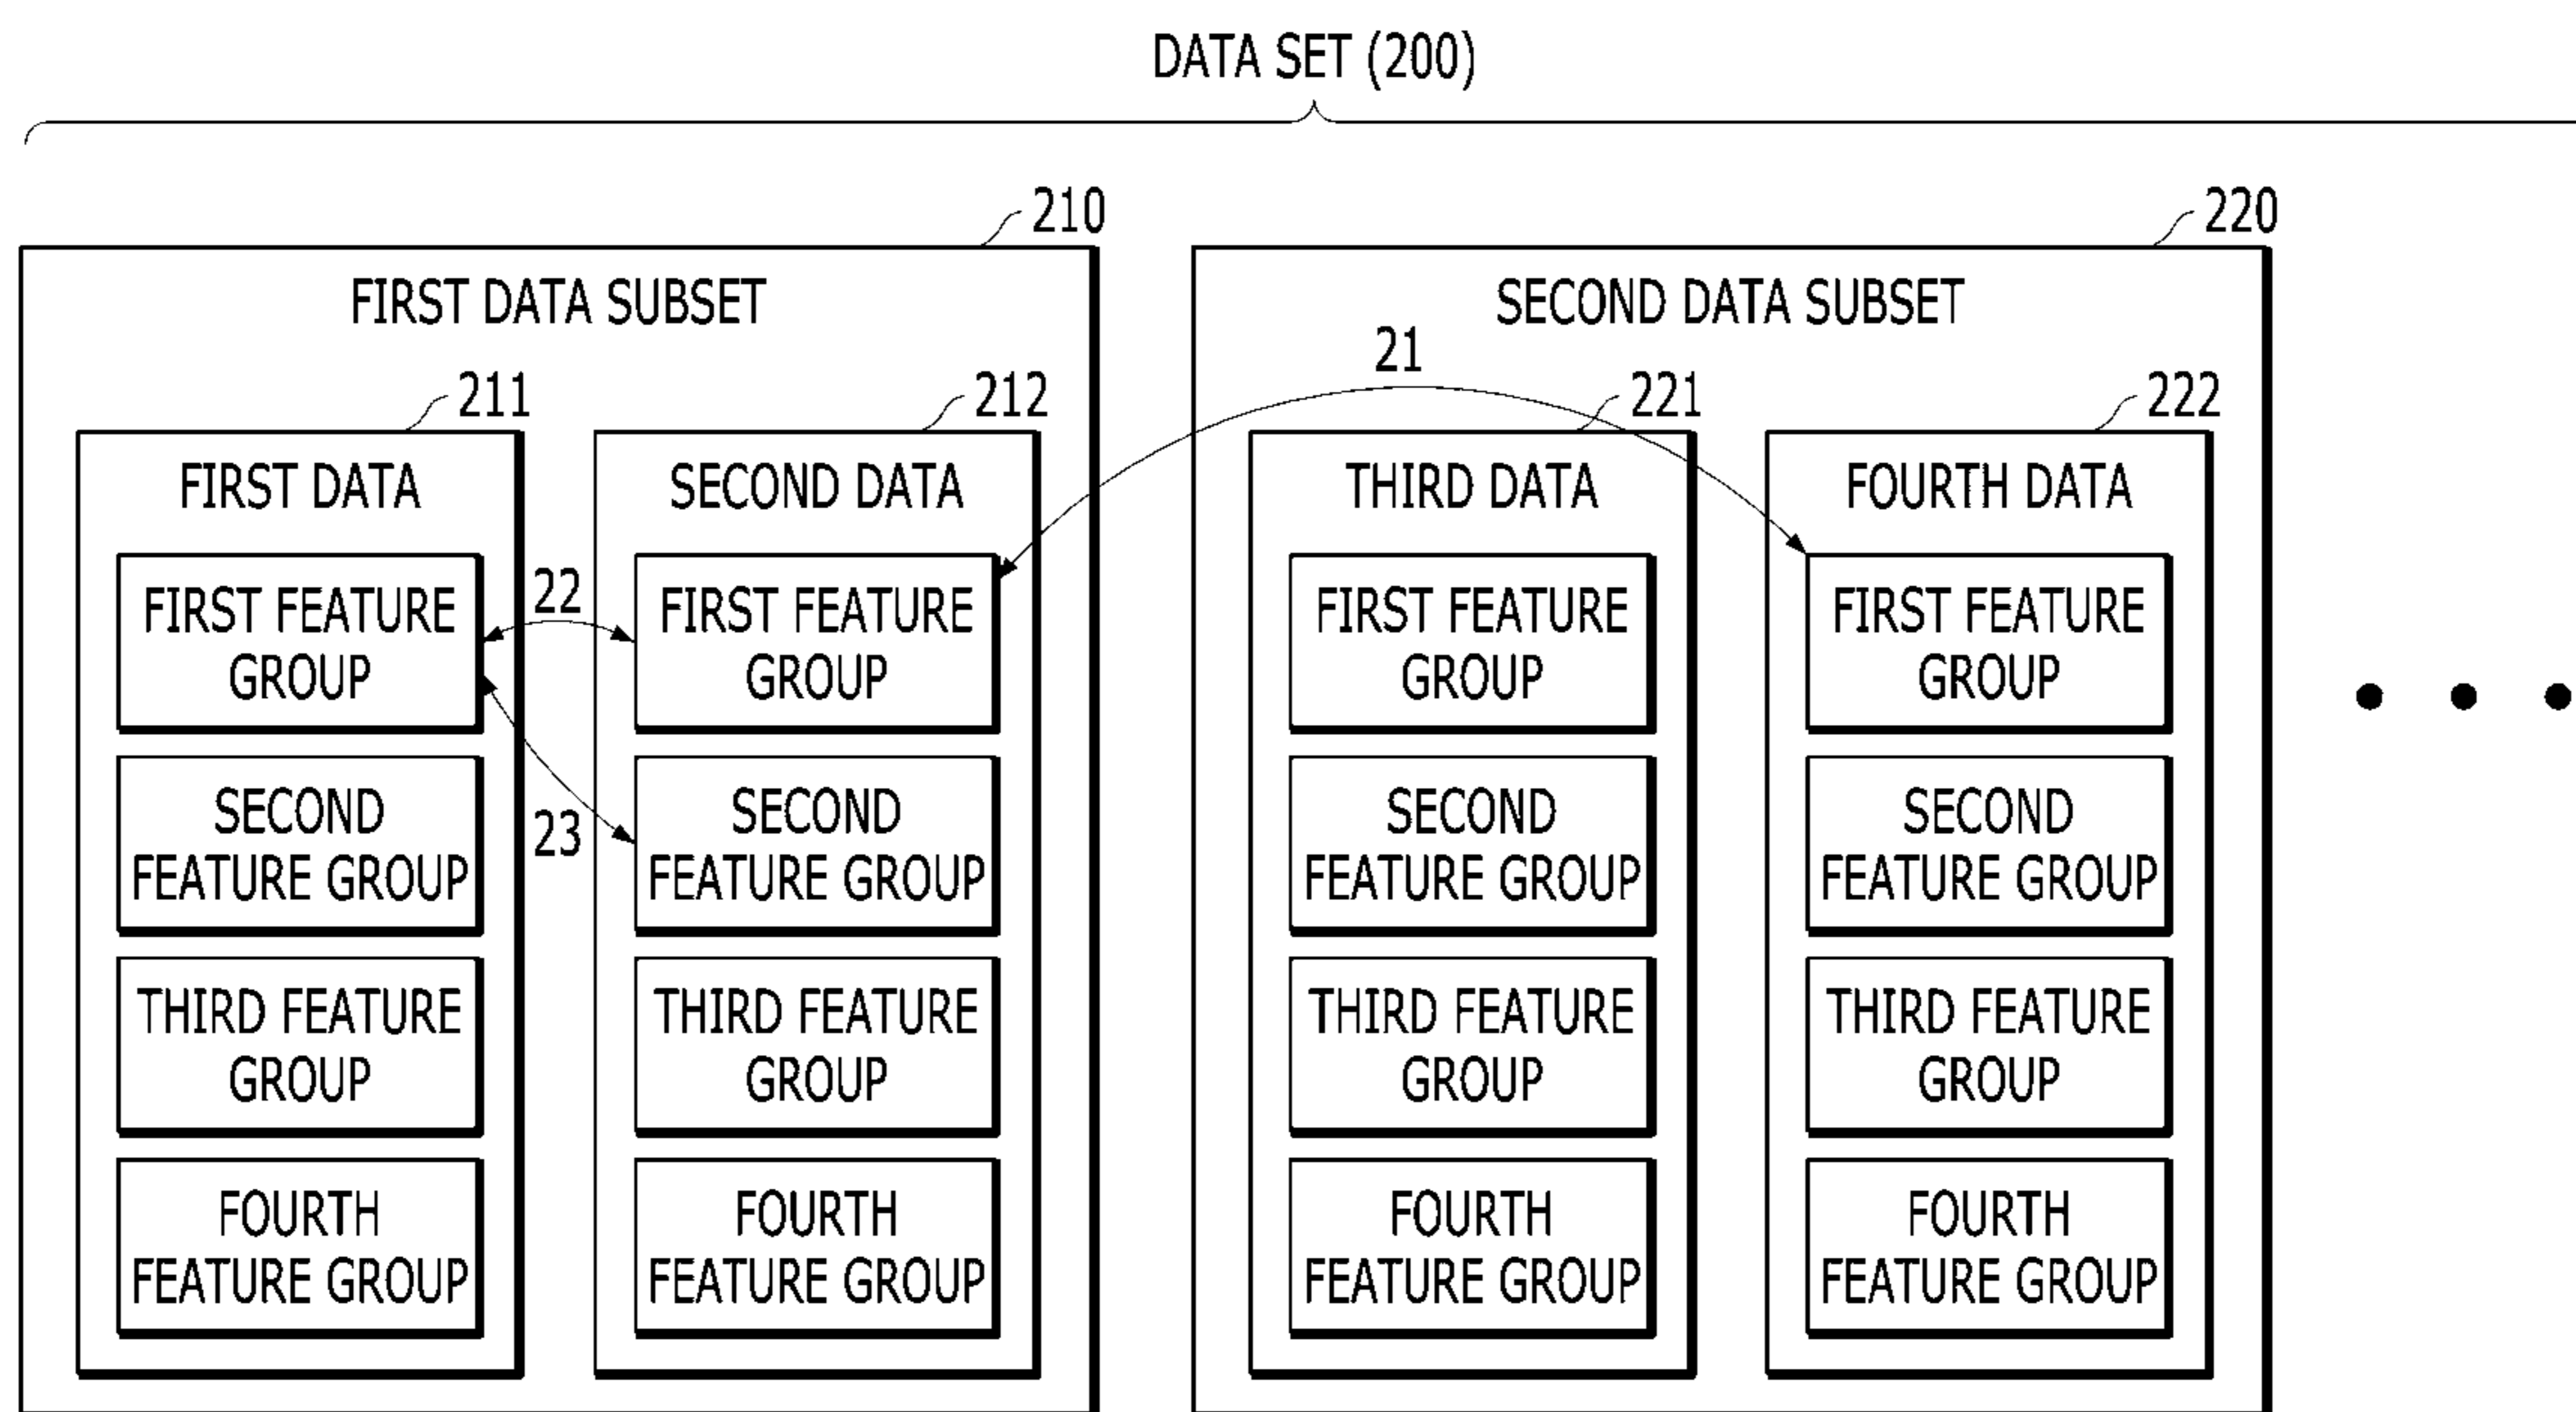 DATA SET (200)
210
220
FIRST DATA SUBSET
SECOND DATA SUBSET
21
211
212
221
222
FIRST DATA
SECOND DATA
THIRD DATA
FOURTH DATA
FIRST FEATURE
GROUP
22
FIRST FEATURE
GROUP
FIRST FEATURE
GROUP
FIRST FEATURE
GROUP
SECOND
FEATURE GROUP
23
SECOND
FEATURE GROUP
SECOND
FEATURE GROUP
SECOND
FEATURE GROUP
THIRD FEATURE
GROUP
THIRD FEATURE
GROUP
THIRD FEATURE
GROUP
THIRD FEATURE
GROUP
FOURTH
FEATURE GROUP
FOURTH
FEATURE GROUP
FOURTH
FEATURE GROUP
FOURTH
FEATURE GROUP